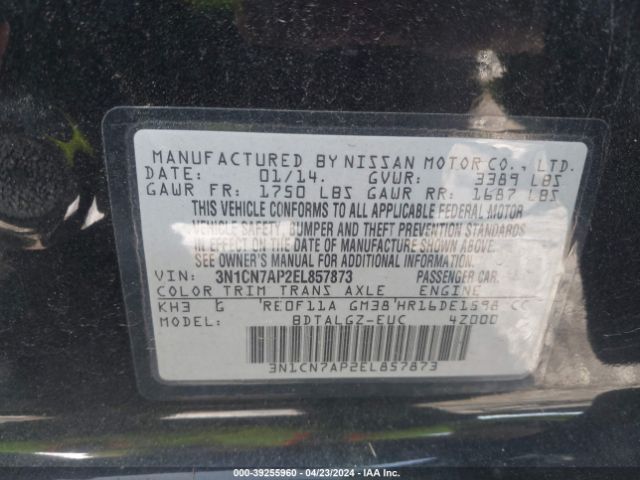 MANUFACTURED BY NISSAN MOTOR CO., LTD.
DATE: 01/14. GVWR: 3389 LBS
GAWR FR: 1750 LBS GAWR RR: 1687 LBS
THIS VEHICLE CONFORMS TO ALL APPLICABLE FEDERAL MOTOR
VEHICLE SAFETY, BUMPER AND THEFT PREVENTION STANDARDS
IN EFFECT ON THE DATE OF MANUFACTURE SHOWN ABOVE.
SEE OWNER'S MANUAL FOR ADDITIONAL INFORMATION.
VIN: 3N1CN7AP2EL857873 PASSENGER CAR
COLOR TRIM TRANS AXLE ENGINE
KH3 G RE0F11A GM38 HR16DE1598 CC
MODEL: BDTALGZ-EUC 4Z000
3N1CN7AP2EL857873
000-39255960 - 04/23/2024 - IAA Inc.